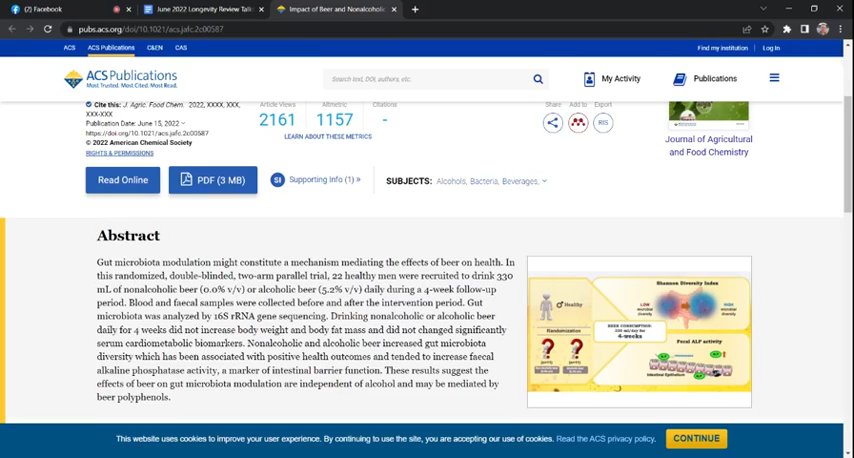 (2) Facebook
June 2022 Longevity Review Talk
Impact of Beer and Nonalcoholic
pubs.acs.org/doi/10.1021/acs.jafc.2c00587
ACS ACS Publications C&EN CAS
Find my institution Log In
ACS Publications
Most Trusted. Most Cited. Most Read.
Search text, DOI, authors, etc.
My Activity
Publications
Cite this: J. Agric. Food Chem. 2022, XXXX, XXX,
XXX-XXX
Publication Date: June 15, 2022
https://doi.org/10.1021/acs.jafc.2c00587
© 2022 American Chemical Society
RIGHTS & PERMISSIONS
Article Views Altmetric Citations
2161 1157 -
LEARN ABOUT THESE METRICS
Share Add to Export
RIS
Journal of Agricultural
and Food Chemistry
Read Online
PDF (3 MB)
SI Supporting Info (1) »
SUBJECTS: Alcohols, Bacteria, Beverages,
Abstract
Gut microbiota modulation might constitute a mechanism mediating the effects of beer on health. In
this randomized, double-blinded, two-arm parallel trial, 22 healthy men were recruited to drink 330
mL of nonalcoholic beer (0.0% v/v) or alcoholic beer (5.2% v/v) daily during a 4-week follow-up
period. Blood and faecal samples were collected before and after the intervention period. Gut
microbiota was analyzed by 16S rRNA gene sequencing. Drinking nonalcoholic or alcoholic beer
daily for 4 weeks did not increase body weight and body fat mass and did not changed significantly
serum cardiometabolic biomarkers. Nonalcoholic and alcoholic beer increased gut microbiota
diversity which has been associated with positive health outcomes and tended to increase faecal
alkaline phosphatase activity, a marker of intestinal barrier function. These results suggest the
effects of beer on gut microbiota modulation are independent of alcohol and may be mediated by
beer polyphenols.
Healthy
Randomization
Shannon Diversity Index
BEER CONSUMPTION:
4-weeks
Fecal ALP activity
Intestinal Epithelium
This website uses cookies to improve your user experience. By continuing to use the site, you are accepting our use of cookies. Read the ACS privacy policy.
CONTINUE